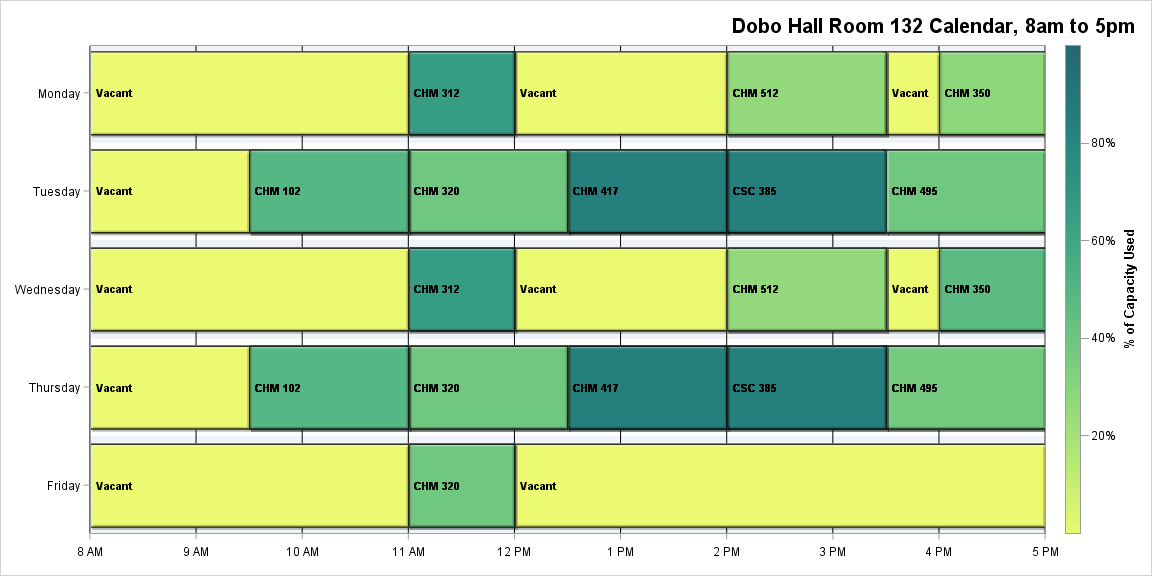 Dobo Hall Room 132 Calendar, 8am to 5pm
Monday Vacant CHM 312 Vacant CHM 512 Vacant CHM 350
Tuesday Vacant CHM 102 CHM 320 CHM 417 CSC 385 CHM 495
Wednesday Vacant CHM 312 Vacant CHM 512 Vacant CHM 350
Thursday Vacant CHM 102 CHM 320 CHM 417 CSC 385 CHM 495
Friday Vacant CHM 320 Vacant
8 AM 9 AM 10 AM 11 AM 12 PM 1 PM 2 PM 3 PM 4 PM 5 PM
80%
60%
40%
20%
% of Capacity Used